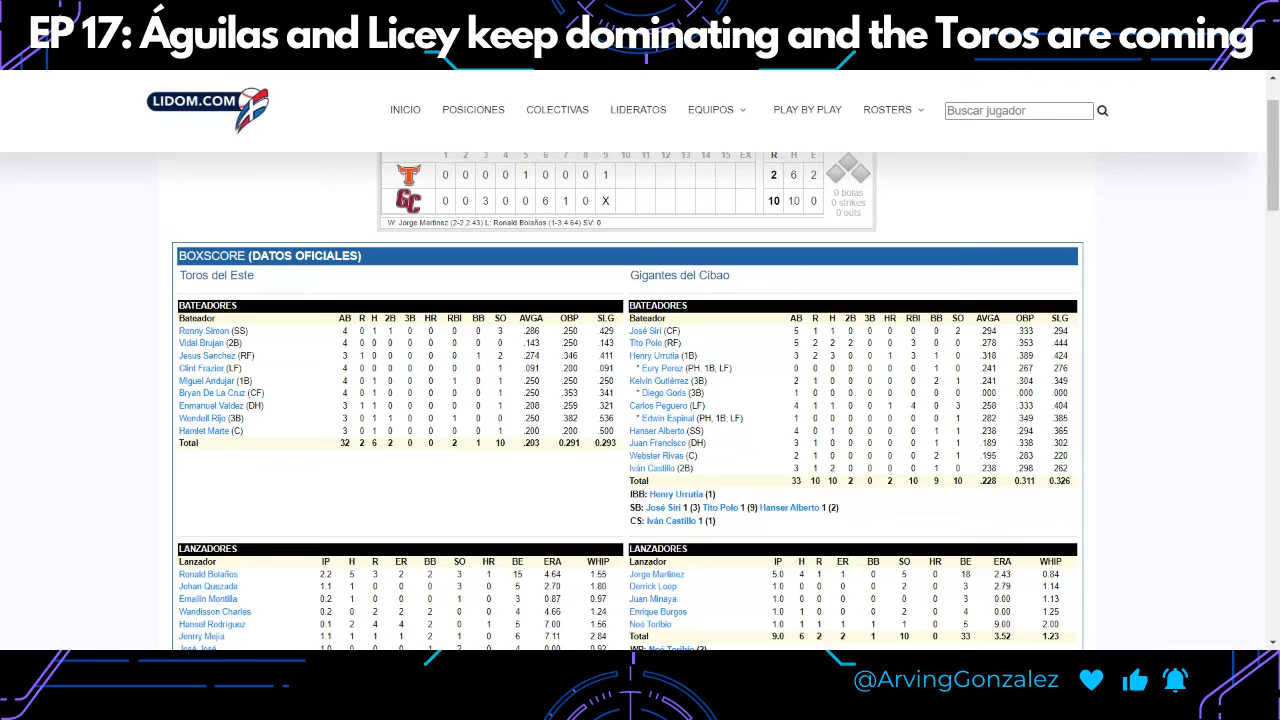 EP 17: Águilas and Licey keep dominating and the Toros are coming
LIDOM.COM
INICIO POSICIONES COLECTIVAS LIDERATOS EQUIPOS PLAY BY PLAY ROSTERS Buscar jugador
1 2 3 4 5 6 7 8 9 10 11 12 13 14 15 EX R H E
T 0 0 0 0 1 0 0 0 1 2 6 2
GC 0 0 3 0 0 6 1 0 X 10 10 0
0 bolas
0 strikes
0 outs
W: Jorge Martinez (2-2,2.43) L: Ronald Bolaños (1-3,4.64) SV: 0
BOXSCORE (DATOS OFICIALES)
Toros del Este
BATEADORES
Bateador AB R H 2B 3B HR RBI BB SO AVGA OBP SLG
Ronny Simon (SS) 4 0 1 1 0 0 0 0 3 .286 .250 .429
Vidal Brujan (2B) 4 0 0 0 0 0 0 0 0 .143 .250 .143
Jesus Sanchez (RF) 3 1 0 0 0 0 0 1 2 .274 .346 .411
Clint Frazier (LF) 4 0 0 0 0 0 0 0 1 .091 .200 .091
Miguel Andujar (1B) 4 0 1 0 0 0 1 0 1 .250 .250 .250
Bryan De La Cruz (CF) 4 0 1 0 0 0 0 0 1 .250 .353 .341
Enmanuel Valdez (DH) 3 1 1 0 0 0 0 0 1 .208 .259 .321
Wendell Rijo (3B) 3 0 1 1 0 0 1 0 0 .250 .382 .536
Hamlet Marte (C) 3 0 1 0 0 0 0 0 1 .200 .200 .500
Total 32 2 6 2 0 0 2 1 10 .203 0.291 0.293
Gigantes del Cibao
BATEADORES
Bateador AB R H 2B 3B HR RBI BB SO AVGA OBP SLG
José Siri (CF) 5 1 1 0 0 0 0 0 2 .294 .333 .294
Tito Polo (RF) 5 2 2 2 0 0 1 0 0 .278 .353 .444
Henry Urrutia (1B) 3 2 3 0 0 1 1 1 0 .318 .389 .424
* Eury Perez (PH, 1B, LF) 0 0 0 0 0 0 0 1 0 .241 .267 .276
Kelvin Gutiérrez (3B) 2 1 0 0 0 0 0 2 1 .241 .304 .349
* Diego Goris (3B) 1 0 0 0 0 0 0 0 0 .000 .000 .000
Carlos Peguero (LF) 4 1 1 0 0 1 4 0 3 .258 .333 .404
* Edwin Espinal (PH, 1B, LF) 1 0 0 0 0 0 0 0 1 .282 .349 .385
Hanser Alberto (SS) 4 0 1 0 0 0 1 1 .238 .294 .365
Juan Francisco (DH) 3 1 0 0 0 0 1 1 .189 .338 .302
Webster Rivas (C) 2 1 0 0 0 0 1 2 1 .195 .283 .220
Iván Castillo (2B) 3 1 2 0 0 0 0 1 0 .238 .298 .262
Total 33 10 10 2 0 2 10 9 10 .228 0.311 0.326
IBB: Henry Urrutia (1)
SB: José Siri 1 (3) Tito Polo 1 (9) Hanser Alberto 1 (2)
CS: Iván Castillo 1 (1)
LANZADORES
Lanzador IP H R ER BB SO HR BE ERA WHIP
Ronald Bolaños 2.2 5 3 2 2 3 1 15 4.64 1.55
Johan Quezada 1.1 1 0 0 0 3 0 5 2.70 1.80
Emailin Montilla 0.2 0 0 0 0 1 0 3 0.87 0.97
Wandisson Charles 0.2 0 2 2 2 0 0 4 4.66 1.24
Hansel Rodriguez 0.1 2 4 4 2 0 1 5 7.00 1.56
Jenrry Mejia 1.1 1 1 1 2 1 0 6 7.11 2.84
José José 1.0 1 0 0 1 2 0 4 0.00 0.92
LANZADORES
Lanzador IP H R ER BB SO HR BE ERA WHIP
Jorge Martinez 5.0 4 1 1 0 5 0 18 2.43 0.84
Derrick Loop 1.0 0 0 0 0 2 0 3 2.79 1.14
Juan Minaya 1.0 0 0 0 0 0 0 3 0.00 1.13
Enrique Burgos 1.0 1 0 0 0 2 0 4 0.00 1.25
Noé Toribio 1.0 1 1 1 1 1 0 5 9.00 2.00
Total 9.0 6 2 2 1 10 0 33 3.52 1.23
WP: Noé Toribio (3)
@ArvingGonzalez